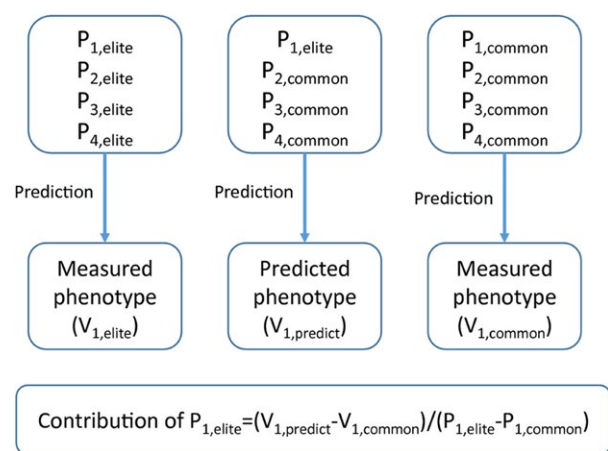 P1,elite
P2,elite
P3,elite
P4,elite
P1,elite
P2,common
P3,common
P4,common
P1,common
P2,common
P3,common
P4,common
Prediction
Prediction
Prediction
Measured
phenotype
(V1,elite)
Predicted
phenotype
(V1,predict)
Measured
phenotype
(V1,common)
Contribution of P1,elite=(V1,predict-V1,common)/(P1,elite-P1,common)